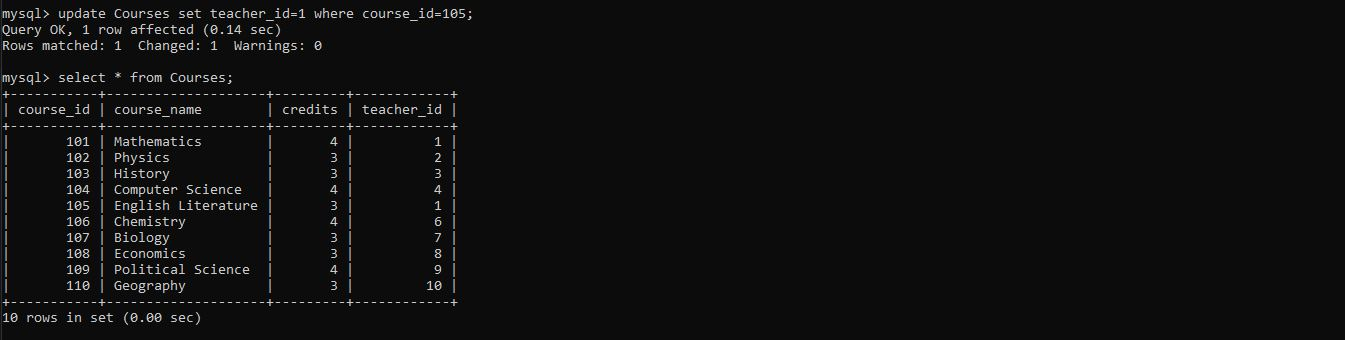 mysql> update Courses set teacher_id=1 where course_id=105;
Query OK, 1 row affected (0.14 sec)
Rows matched: 1  Changed: 1  Warnings: 0

mysql> select * from Courses;
+-----------+--------------------+---------+------------+
| course_id | course_name        | credits | teacher_id |
+-----------+--------------------+---------+------------+
|       101 | Mathematics        |       4 |          1 |
|       102 | Physics            |       3 |          2 |
|       103 | History            |       3 |          3 |
|       104 | Computer Science   |       4 |          4 |
|       105 | English Literature |       3 |          1 |
|       106 | Chemistry          |       4 |          6 |
|       107 | Biology            |       3 |          7 |
|       108 | Economics          |       3 |          8 |
|       109 | Political Science  |       4 |          9 |
|       110 | Geography          |       3 |         10 |
+-----------+--------------------+---------+------------+
10 rows in set (0.00 sec)